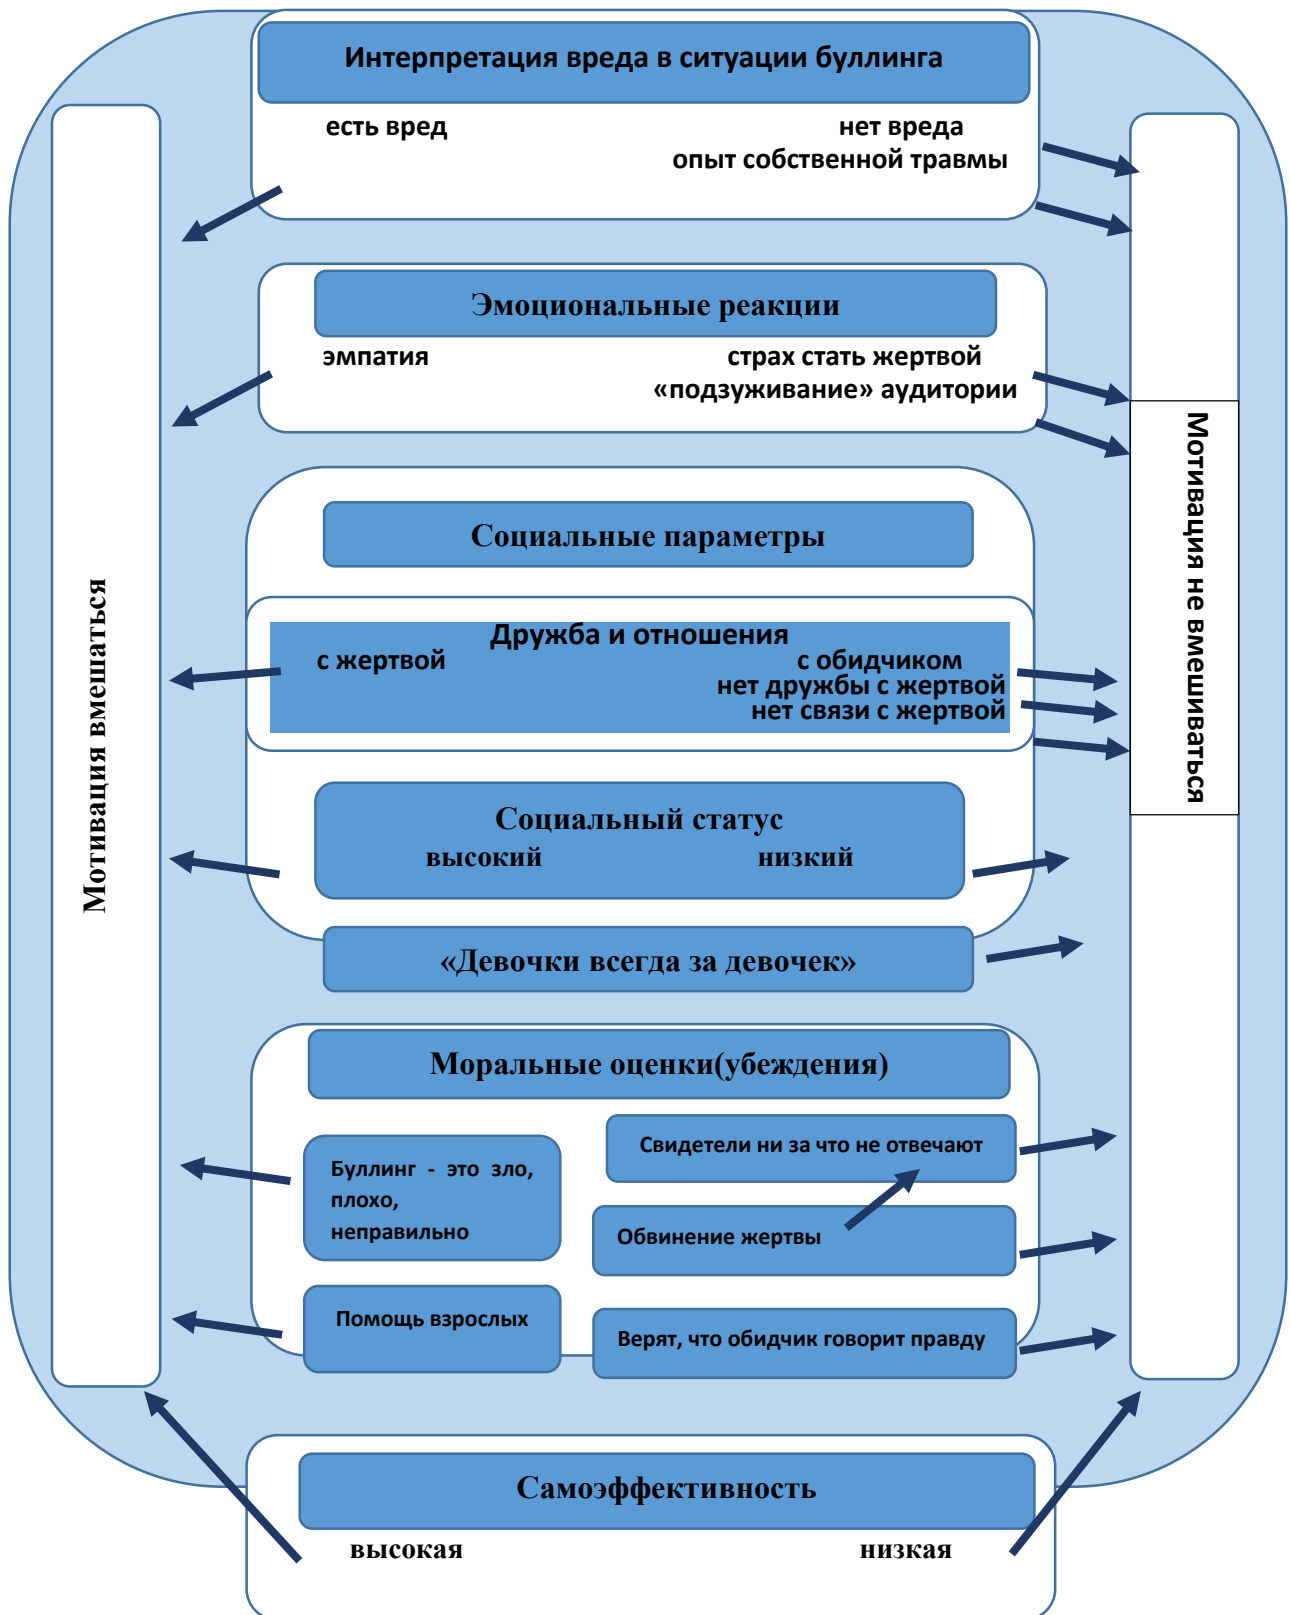 Интерпретация вреда в ситуации буллинга
есть вред
нет вреда
опыт собственной травмы
Эмоциональные реакции
эмпатия
страх стать жертвой
«подзуживание» аудитории
Мотивация вмешаться
Мотивация не вмешиваться
Социальные параметры
Дружба и отношения
с жертвой
с обидчиком
нет дружбы с жертвой
нет связи с жертвой
Социальный статус
высокий
низкий
«Девочки всегда за девочек»
Моральные оценки(убеждения)
Буллинг - это зло,
плохо,
неправильно
Помощь взрослых
Свидетели ни за что не отвечают
Обвинение жертвы
Верят, что обидчик говорит правду
Самоэффективность
высокая
низкая